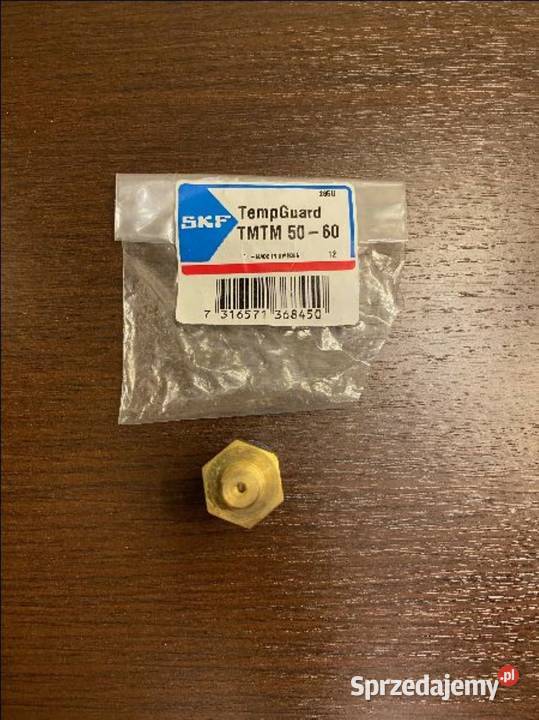 SKF
TempGuard
TMTM 50-60
12
7 316571 368450
Sprzedajemy.pl